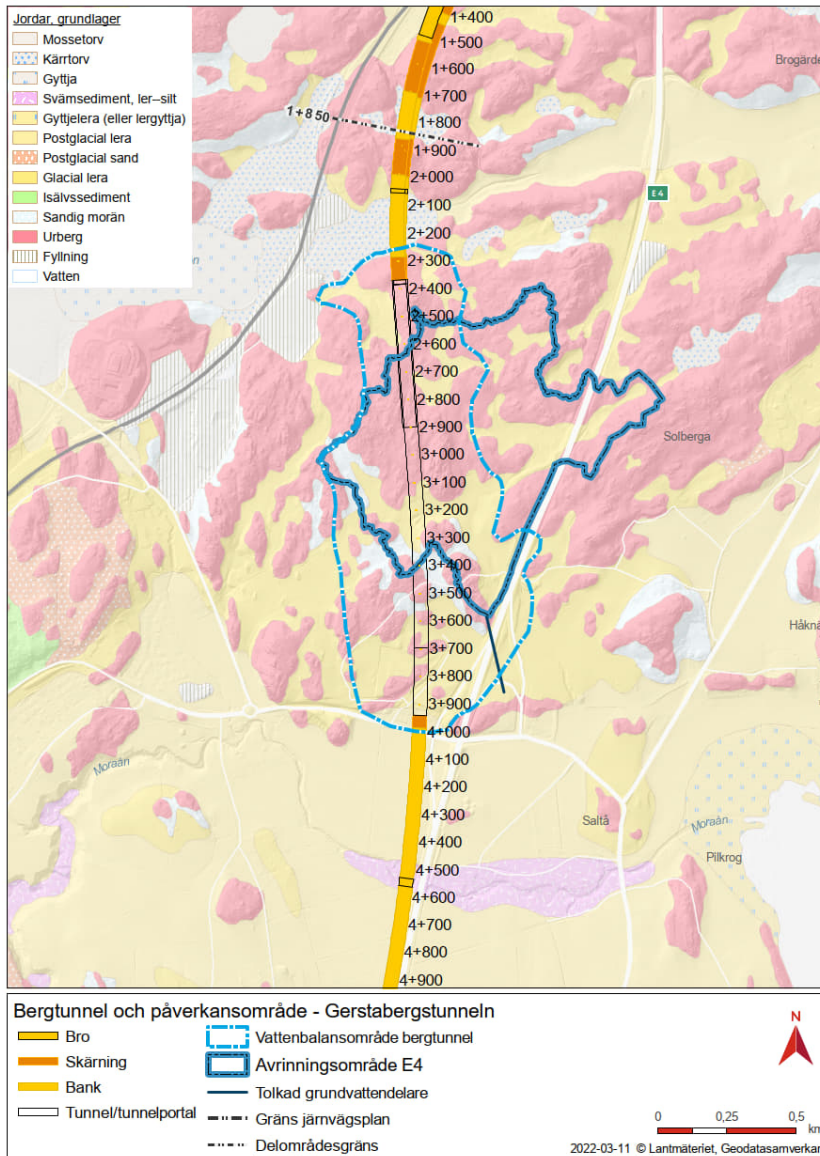 Jordar, grundlager
Mossetorv
Kärrtorv
Gyttja
Svämsediment, ler--silt
Gyttjelera (eller lergyttja)
Postglacial lera
Postglacial sand
Glacial lera
Isälvssediment
Sandig morän
Urberg
Fyllning
Vatten
1+400
1+500
1+600
Brogärde
1+700
1+850
1+800
1+900
2+000
E4
2+100
2+200
2+300
2+400
2+500
2+600
2+700
2+800
2+900
Solberga
3+000
3+100
3+200
3+300
3+400
3+500
3+600
Håknä
3+700
3+800
3+900
4+000
Moraån
4+100
4+200
4+300
Saltå
Moraån
4+400
Pilkrog
4+500
4+600
4+700
4+800
4+900
Bergtunnel och påverkansområde - Gerstabergstunneln
Bro
Skärning
Bank
Tunnel/tunnelportal
Vattenbalansområde bergtunnel
Avrinningsområde E4
Tolkad grundvattendelare
Gräns järnvägsplan
Delområdesgräns
N
0 0,25 0,5
km
2022-03-11 © Lantmäteriet, Geodatasamverkan